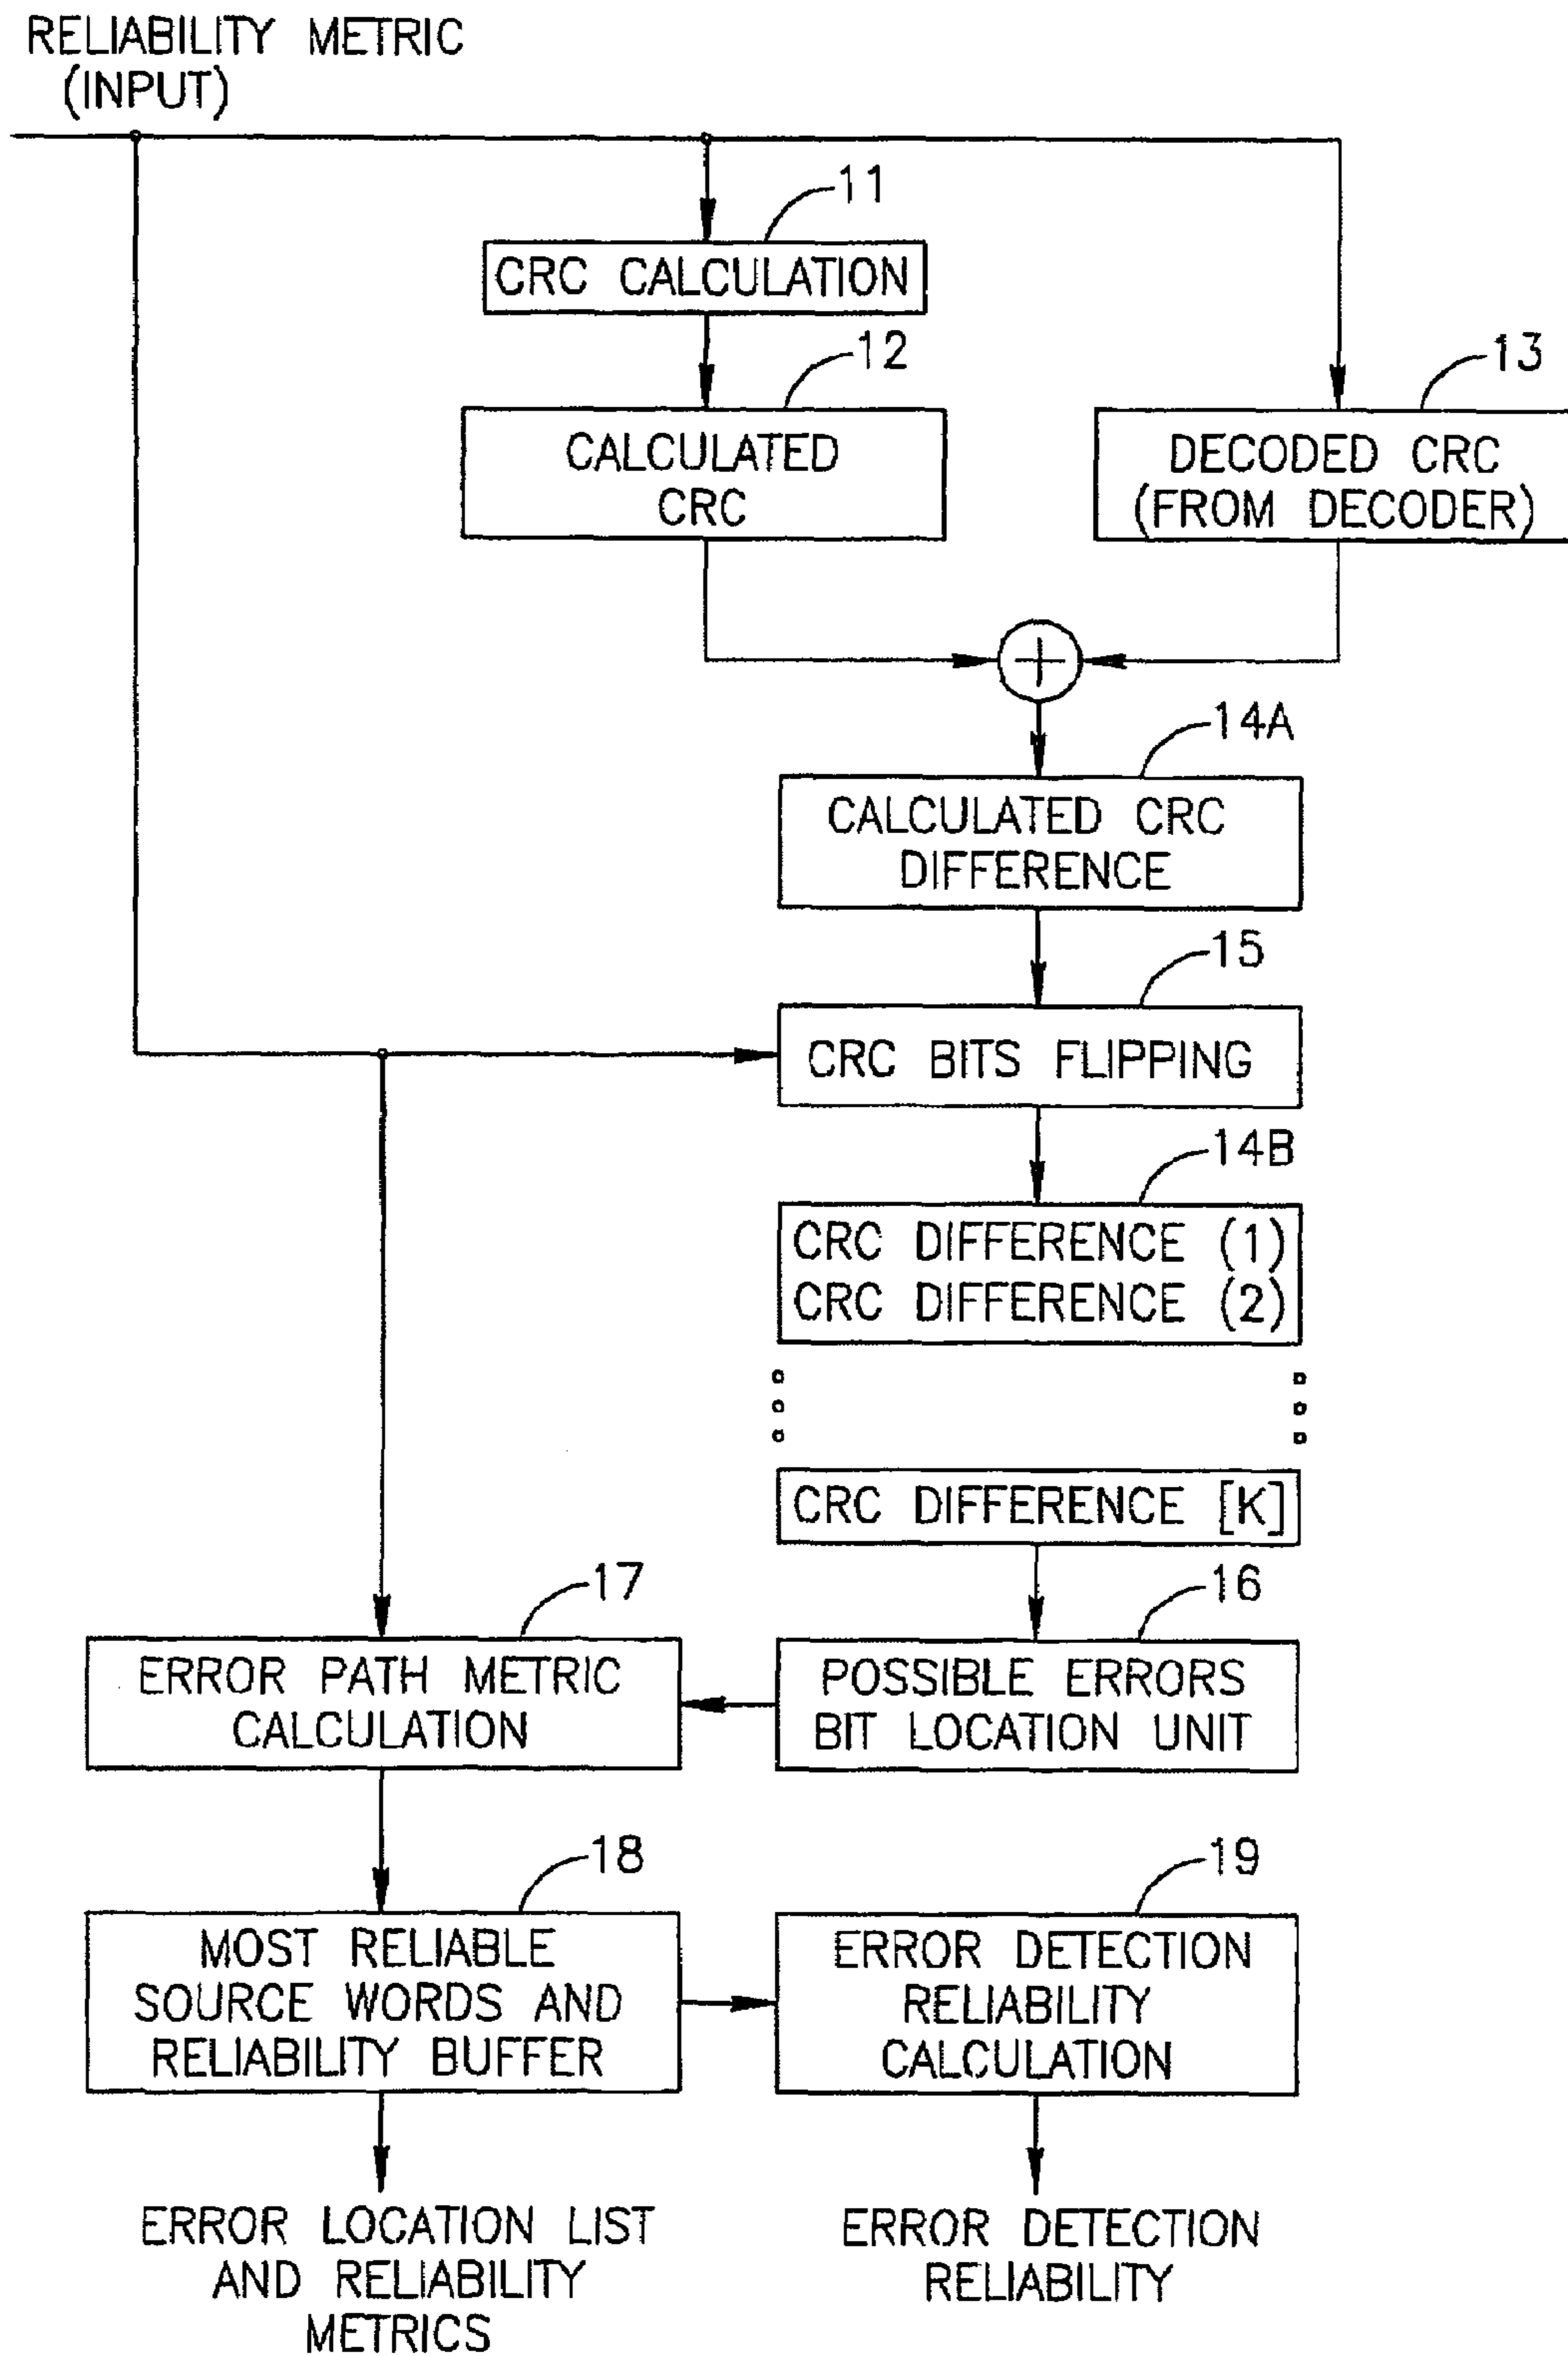 RELIABILITY METRIC
(INPUT)
11
CRC CALCULATION
12
CALCULATED
CRC
13
DECODED CRC
(FROM DECODER)
14A
CALCULATED CRC
DIFFERENCE
15
CRC BITS FLIPPING
14B
CRC DIFFERENCE (1)
CRC DIFFERENCE (2)
CRC DIFFERENCE [K]
17
ERROR PATH METRIC
CALCULATION
16
POSSIBLE ERRORS
BIT LOCATION UNIT
18
MOST RELIABLE
SOURCE WORDS AND
RELIABILITY BUFFER
19
ERROR DETECTION
RELIABILITY
CALCULATION
ERROR LOCATION LIST
AND RELIABILITY
METRICS
ERROR DETECTION
RELIABILITY